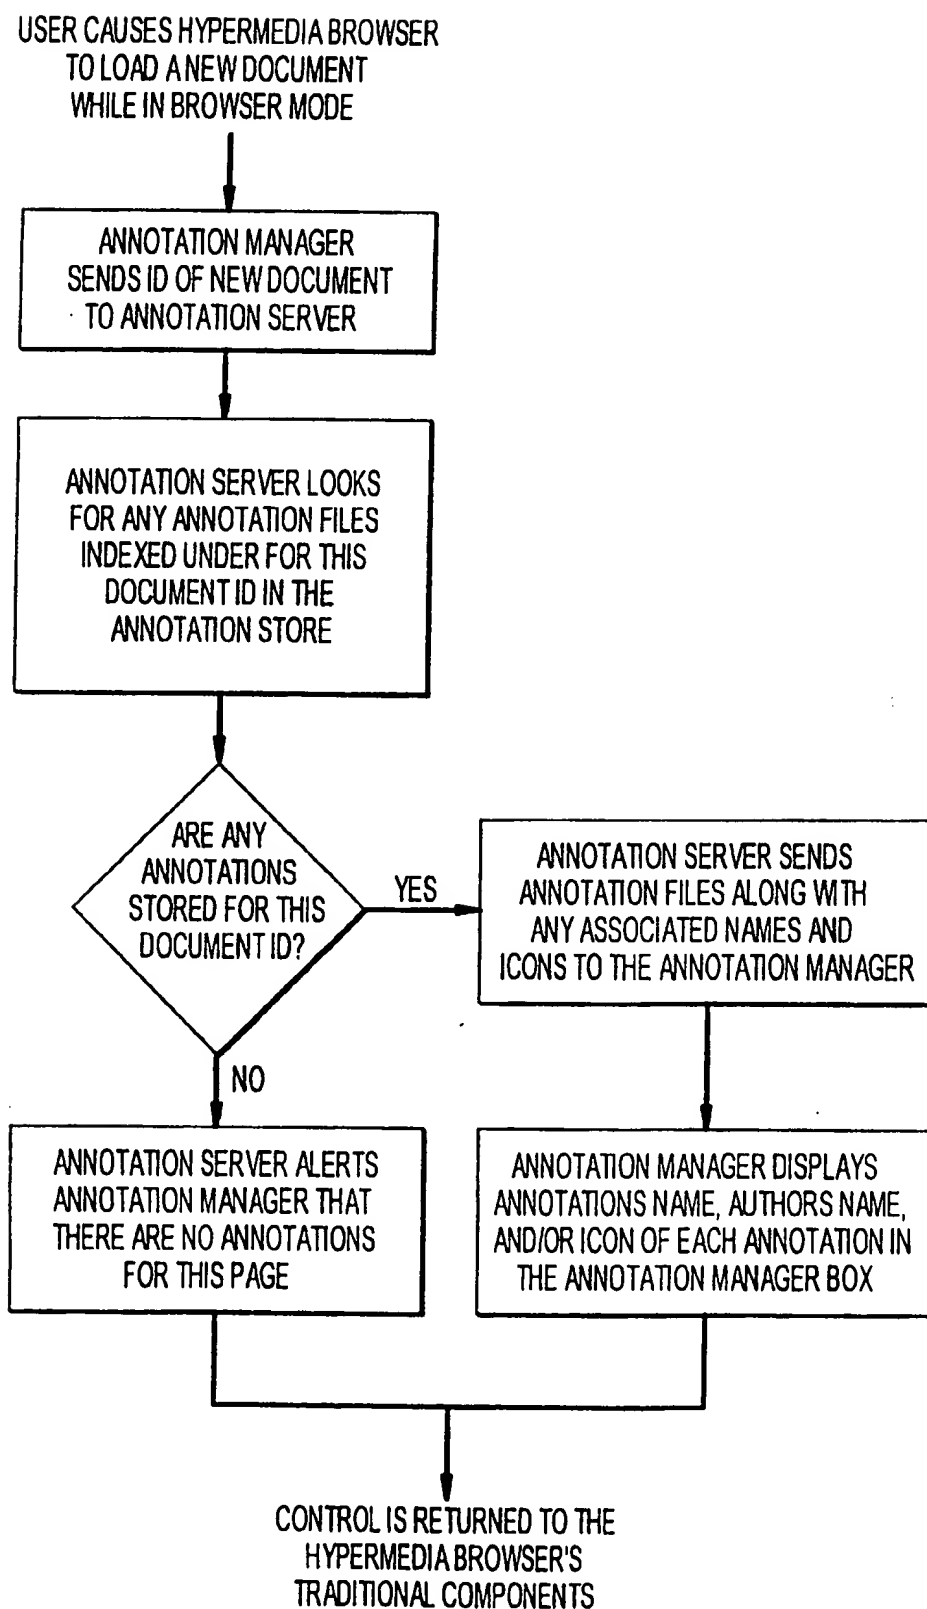 USER CAUSES HYPERMEDIA BROWSER
TO LOAD A NEW DOCUMENT
WHILE IN BROWSER MODE
ANNOTATION MANAGER
SENDS ID OF NEW DOCUMENT
TO ANNOTATION SERVER
ANNOTATION SERVER LOOKS
FOR ANY ANNOTATION FILES
INDEXED UNDER FOR THIS
DOCUMENT ID IN THE
ANNOTATION STORE
ARE ANY
ANNOTATIONS
STORED FOR THIS
DOCUMENT ID?
YES
ANNOTATION SERVER SENDS
ANNOTATION FILES ALONG WITH
ANY ASSOCIATED NAMES AND
ICONS TO THE ANNOTATION MANAGER
NO
ANNOTATION SERVER ALERTS
ANNOTATION MANAGER THAT
THERE ARE NO ANNOTATIONS
FOR THIS PAGE
ANNOTATION MANAGER DISPLAYS
ANNOTATIONS NAME, AUTHORS NAME,
AND/OR ICON OF EACH ANNOTATION IN
THE ANNOTATION MANAGER BOX
CONTROL IS RETURNED TO THE
HYPERMEDIA BROWSER'S
TRADITIONAL COMPONENTS